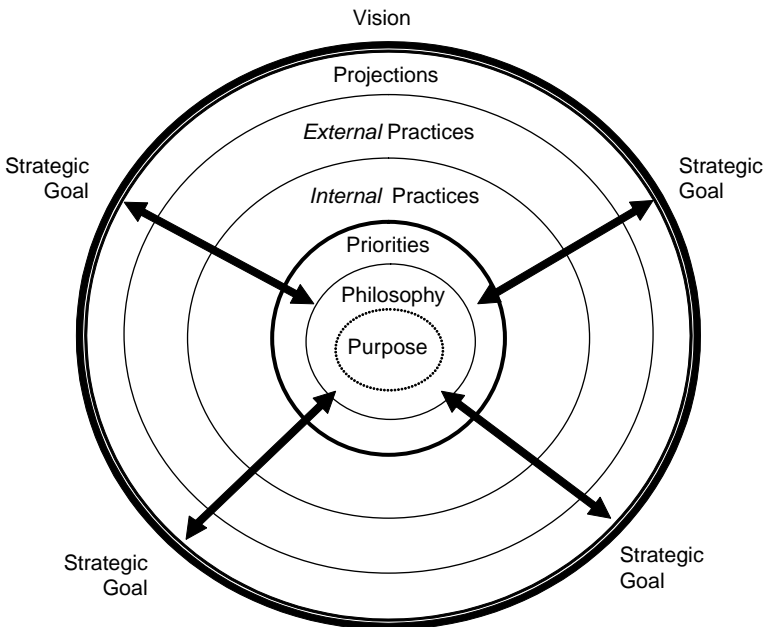 Vision
Projections
External Practices
Strategic
Goal
Strategic
Goal
Internal Practices
Priorities
Philosophy
Purpose
Strategic
Goal
Strategic
Goal